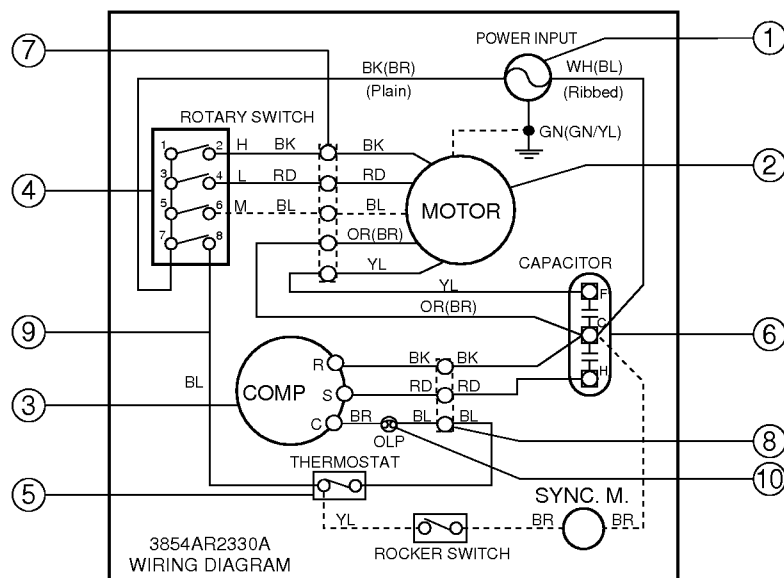 7
POWER INPUT
1
BK(BR)
WH(BL)
(Plain)
(Ribbed)
ROTARY SWITCH
GN(GN/YL)
1 2 H BK BK
2
4
3 4 L RD RD
5 6 M BL BL
MOTOR
7 8
OR(BR)
YL
CAPACITOR
YL
F
OR(BR)
C
9
6
BL
R BK BK
H
COMP
S RD RD
3
C BR BL BL
8
OLP
THERMOSTAT
10
5
SYNC. M.
YL
BR BR
ROCKER SWITCH
3854AR2330A
WIRING DIAGRAM